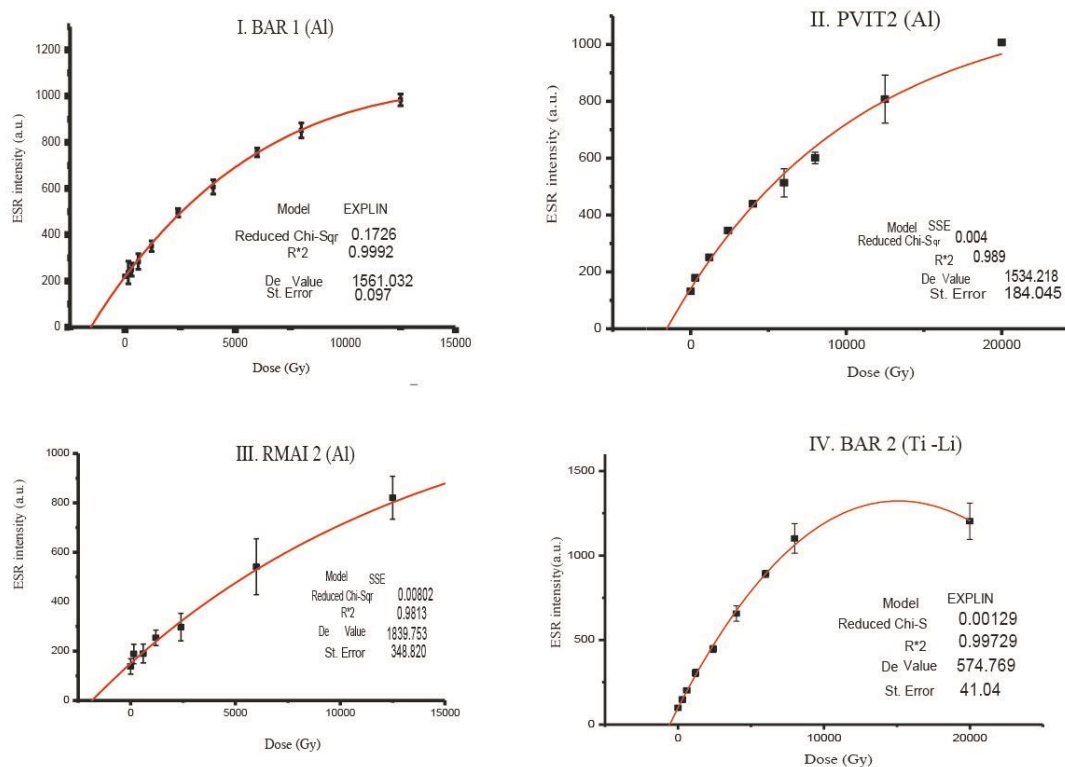 I. BAR 1 (Al)
1200
1000
800
600
400
200
0
ESR intensity (a.u.)
Model EXPLIN
Reduced Chi-Sqr 0.1726
R*2 0.9992
De Value 1561.032
St. Error 0.097
0 5000 10000 15000
Dose (Gy)
II. PVIT2 (Al)
1000
800
600
400
200
0
ESR intensity (a.u.)
Model SSE
Reduced Chi-Sqr 0.004
R*2 0.989
De Value 1534.218
St. Error 184.045
0 10000 20000
Dose (Gy)
III. RMAI 2 (Al)
1000
800
600
400
200
0
ESR intensity (a.u.)
Model SSE
Reduced Chi-Sqr 0.00802
R*2 0.9813
De Value 1839.753
St. Error 348.820
0 5000 10000 15000
Dose (Gy)
IV. BAR 2 (Ti -Li)
1500
1000
500
0
ESR intensity(a.u.)
Model EXPLIN
Reduced Chi-S 0.00129
R*2 0.99729
De Value 574.769
St. Error 41.04
0 10000 20000
Dose (Gy)